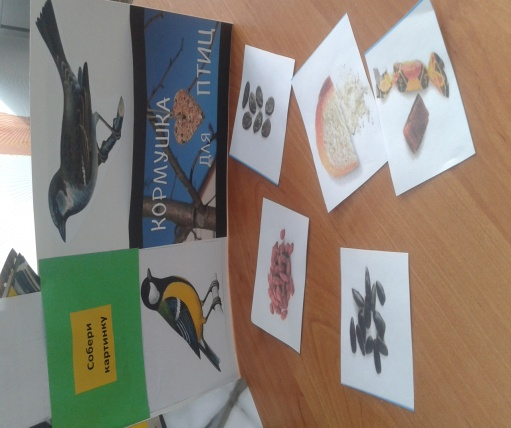 КОРМУШКА
для
ПТИЦ
Собери
картинку